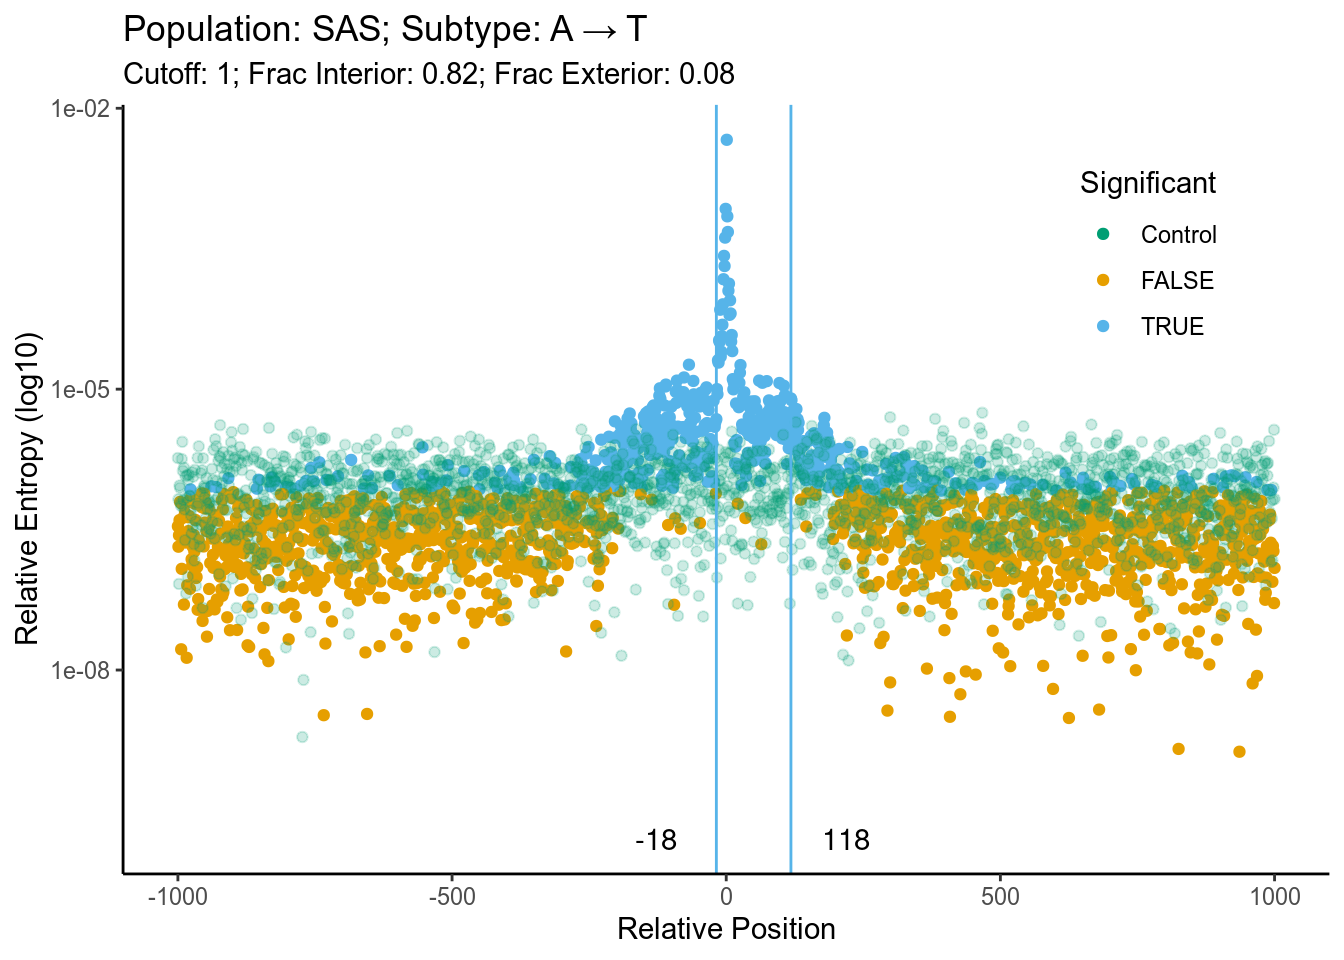 Population: SAS; Subtype: A → T
Cutoff: 1; Frac Interior: 0.82; Frac Exterior: 0.08
1e-02
1e-05
1e-08
Relative Entropy (log10)
Significant
Control
FALSE
TRUE
-18
118
-1000
-500
0
500
1000
Relative Position